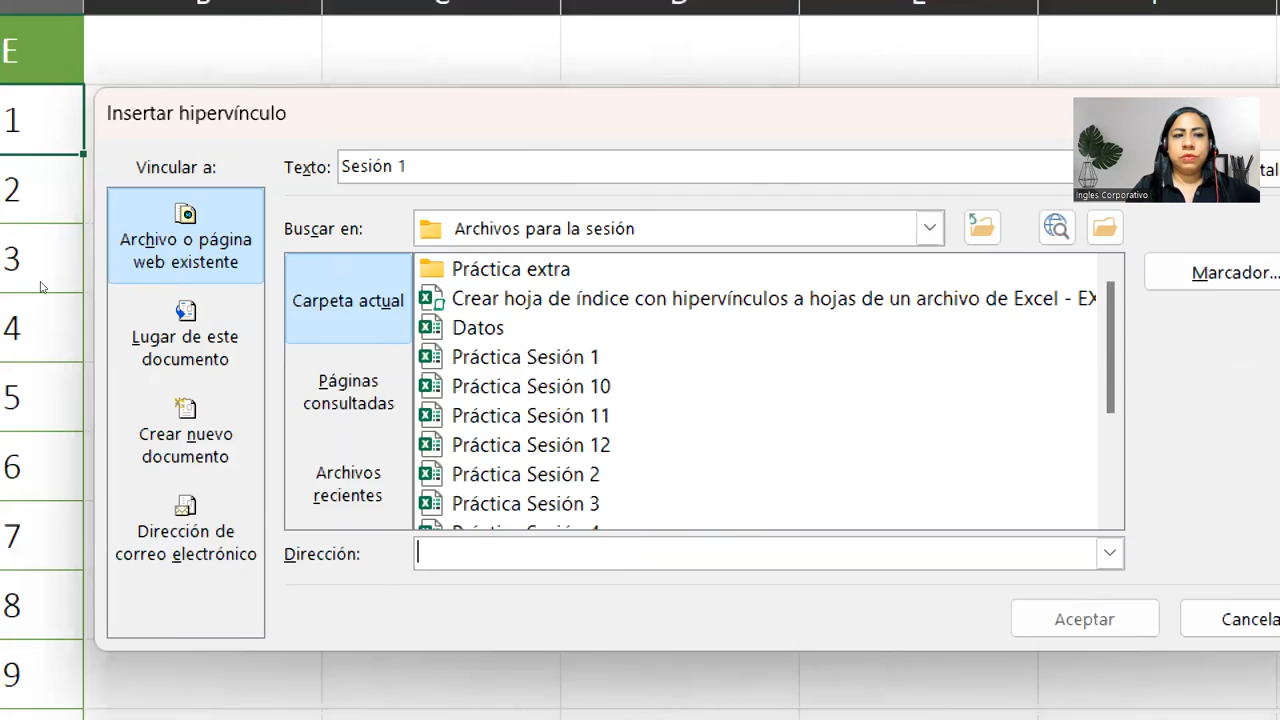 E
Insertar hipervínculo
1
Vincular a:
Texto:
Sesión 1
Ingles Corporativo
2
Archivo o página
web existente
Buscar en:
Archivos para la sesión
3
Carpeta actual
Práctica extra
Marcador...
Crear hoja de índice con hipervínculos a hojas de un archivo de Excel - EX
4
Lugar de este
documento
Datos
Práctica Sesión 1
5
Páginas
consultadas
Práctica Sesión 10
Práctica Sesión 11
Crear nuevo
documento
Práctica Sesión 12
6
Archivos
recientes
Práctica Sesión 2
Práctica Sesión 3
7
Dirección de
correo electrónico
Dirección:
8
Aceptar
Cancela
9